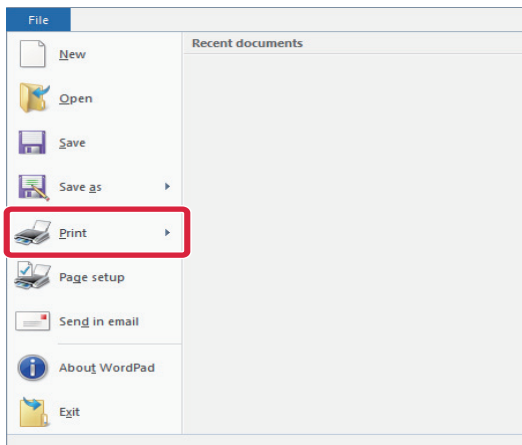 File
Recent documents
New
Open
Save
Save as
Print
Page setup
Send in email
About WordPad
Exit